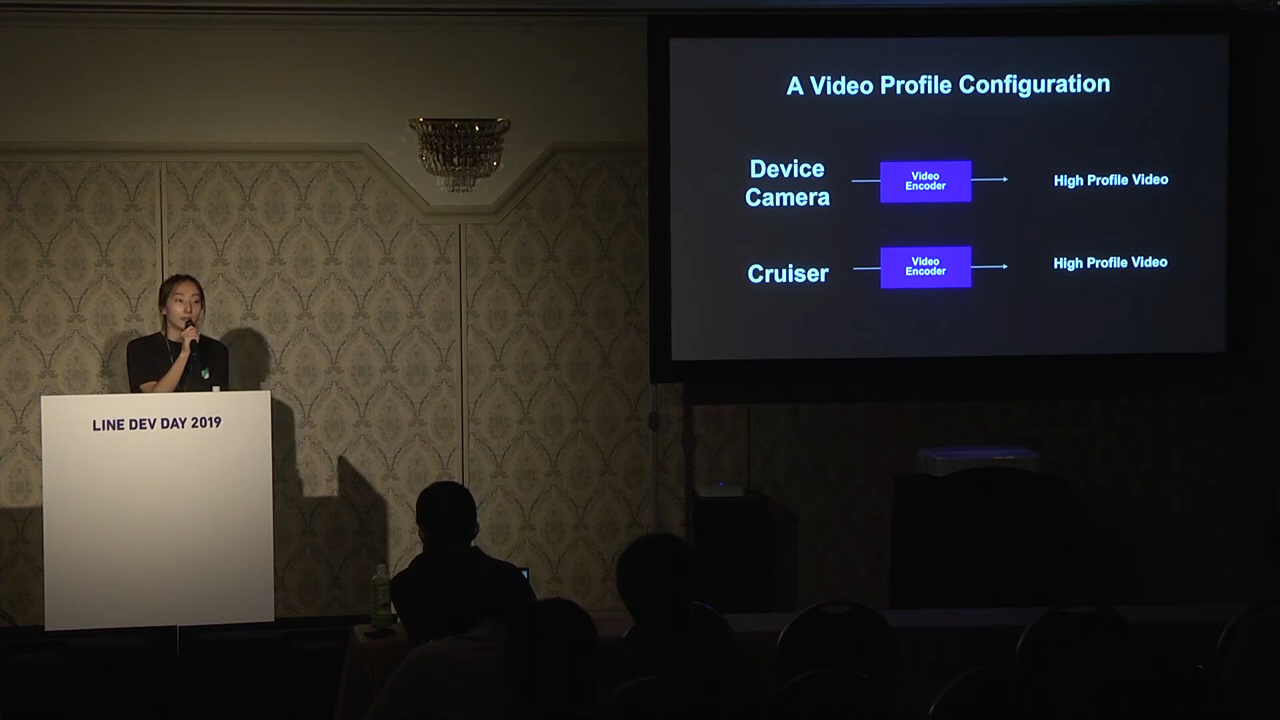 A Video Profile Configuration
Device
Camera
Video
Encoder
High Profile Video
Cruiser
Video
Encoder
High Profile Video
LINE DEV DAY 2019